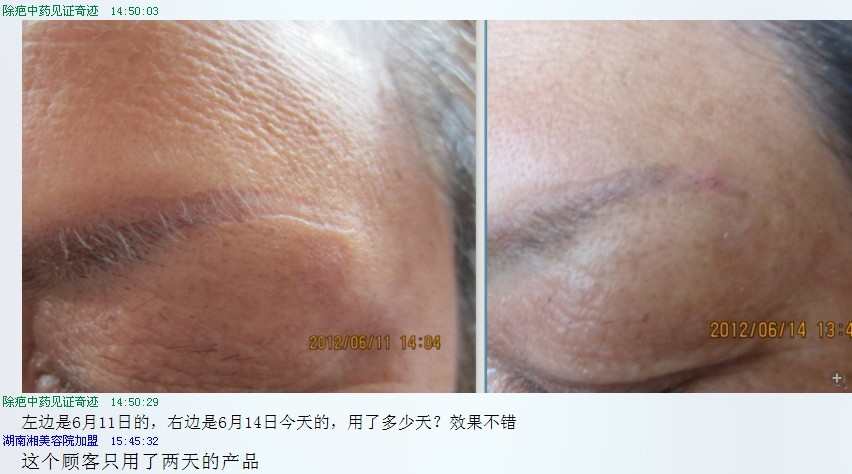 除疤中药见证奇迹 14:50:03
2012/06/11 14:04
2012/06/14 13:4
除疤中药见证奇迹 14:50:29
左边是6月11日的，右边是6月14日今天的，用了多少天？效果不错
湖南湘美容院加盟 15:45:32
这个顾客只用了两天的产品